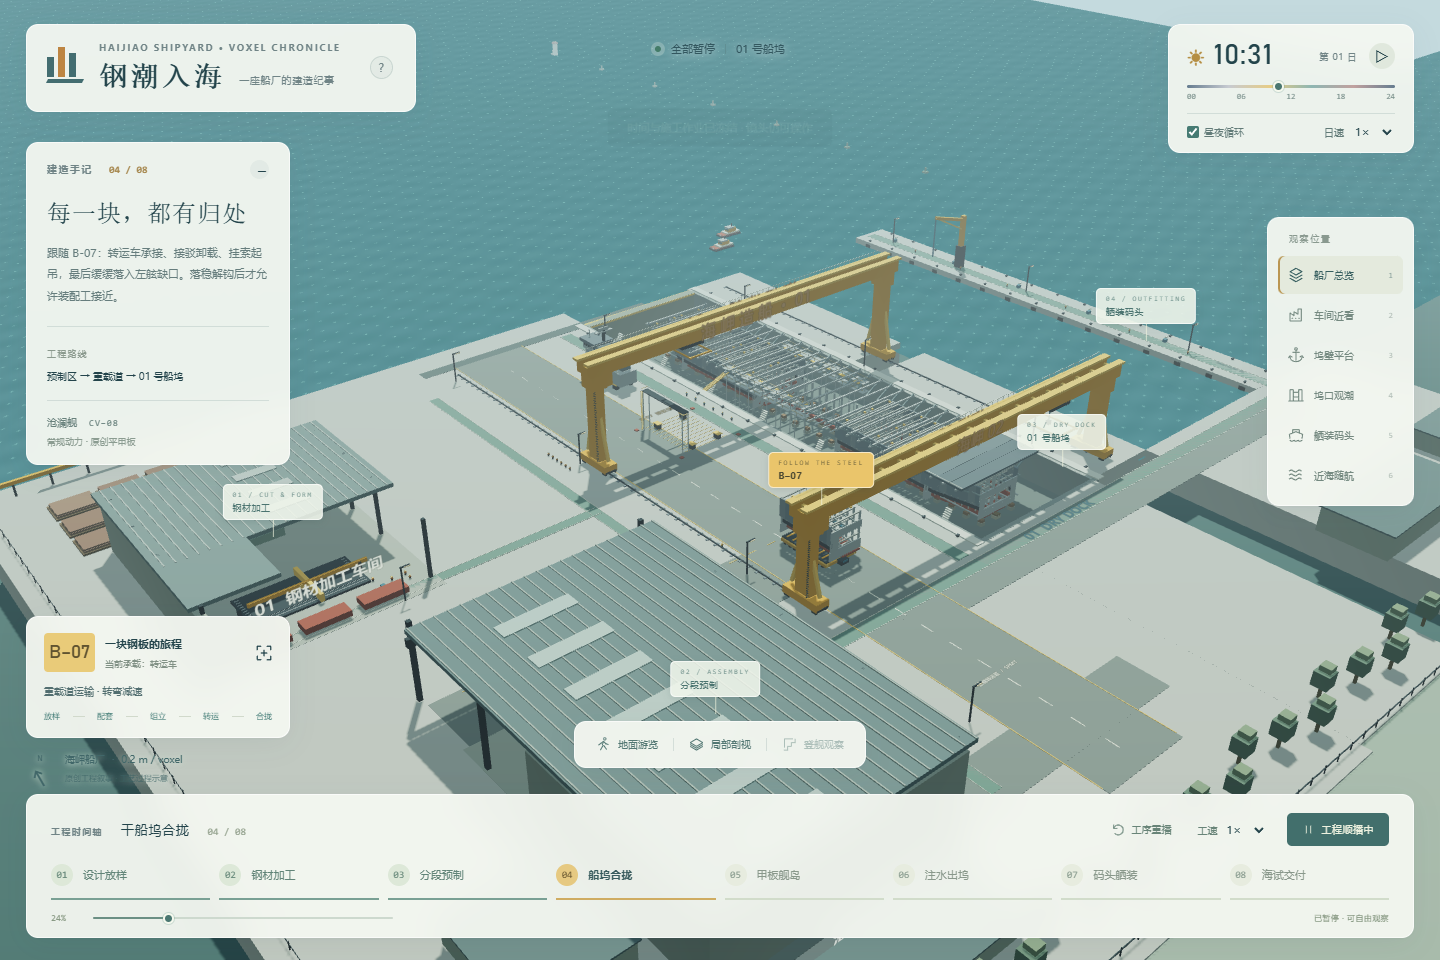 HAIJIAO SHIPYARD • VOXEL CHRONICLE
钢潮入海 一座船厂的建造纪事
?
全部暂停 01 号船坞
10:31 第 01 日
00 06 12 18 24
昼夜循环 日速 1×
建造手记 04 / 08
每一块，都有归处
跟随 B-07：转运车承接、接驳卸载、挂索起
吊，最后缓缓落入左舷缺口。落稳解钩后才允
许装配工接近。
工程路线
预制区 → 重载道 → 01 号船坞
沧澜舰 CV-08
常规动力 · 原创平甲板
观察位置
船厂总览 1
车间近看 2
坞壁平台 3
坞口观潮 4
舾装码头 5
近海随航 6
04 / OUTFITTING
舾装码头
03 / DRY DOCK
01 号船坞
FOLLOW THE STEEL
B-07
01 / CUT & FORM
钢材加工
01 钢材加工车间
01 DRY DOCK
02 / ASSEMBLY
分段预制
B-07 一块钢板的旅程
当前承载：转运车
重载道运输 · 转弯减速
放样 配套 组立 转运 合拢
N
0.2 m / voxel
地面游览 局部剖视 登舰观察
工程时间轴 干船坞合拢 04 / 08
工序重播 工速 1× 工程顺播中
01 设计放样
02 钢材加工
03 分段预制
04 船坞合拢
05 甲板舰岛
06 注水出坞
07 码头舾装
08 海试交付
24%
已暂停 · 可自由观察